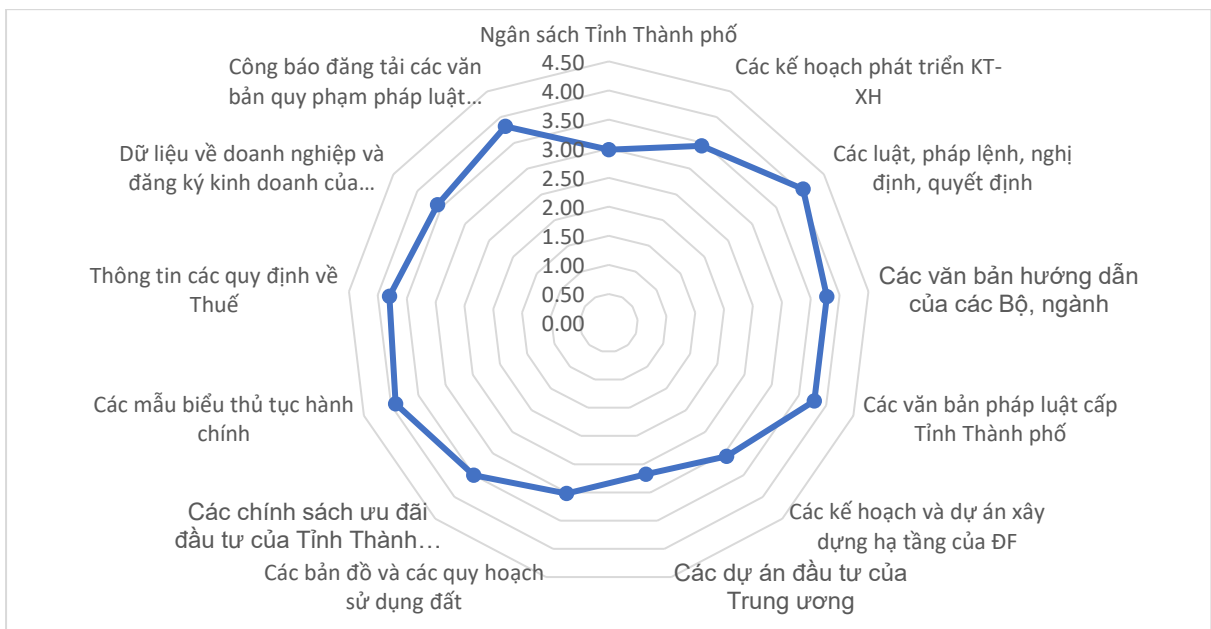 Ngân sách Tỉnh Thành phố
Các kế hoạch phát triển KT-
XH
Các luật, pháp lệnh, nghị
định, quyết định
Các văn bản hướng dẫn
của các Bộ, ngành
Các văn bản pháp luật cấp
Tỉnh Thành phố
Các kế hoạch và dự án xây
dựng hạ tầng của ĐF
Các dự án đầu tư của
Trung ương
Các bản đồ và các quy hoạch
sử dụng đất
Các chính sách ưu đãi
đầu tư của Tỉnh Thành…
Các mẫu biểu thủ tục hành
chính
Thông tin các quy định về
Thuế
Dữ liệu về doanh nghiệp và
đăng ký kinh doanh của…
Công báo đăng tải các văn
bản quy phạm pháp luật…
4.50
4.00
3.50
3.00
2.50
2.00
1.50
1.00
0.50
0.00